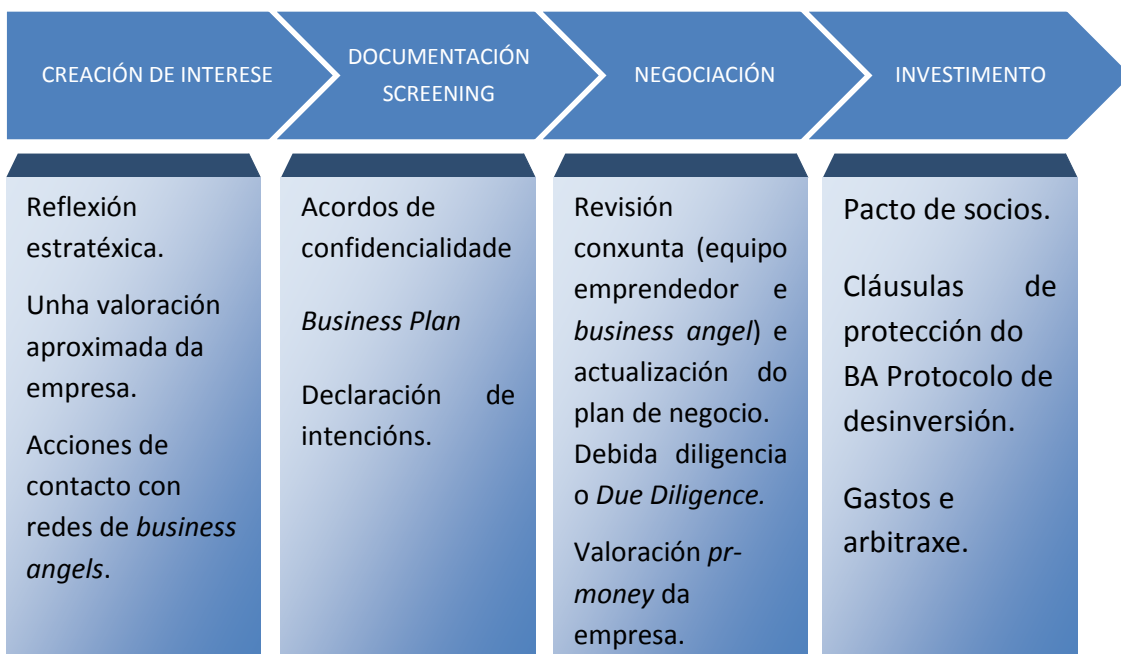 CREACIÓN DE INTERESE
DOCUMENTACIÓN
SCREENING
NEGOCIACIÓN
INVESTIMENTO
Reflexión
estratéxica.
Unha valoración
aproximada da
empresa.
Acciones de
contacto con
redes de business
angels.
Acordos de
confidencialidade
Business Plan
Declaración de
intencións.
Revisión
conxunta (equipo
emprendedor e
business angel) e
actualización do
plan de negocio.
Debida diligencia
o Due Diligence.
Valoración pr-
money da
empresa.
Pacto de socios.
Cláusulas de
protección do
BA Protocolo de
desinversión.
Gastos e
arbitraxe.